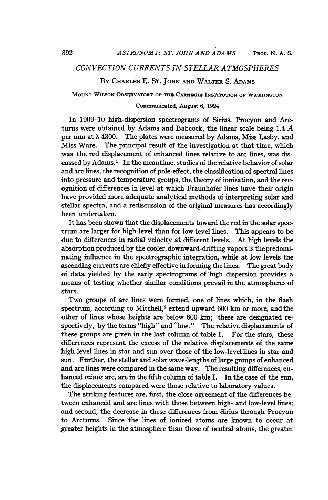 392 ASTRONOMY: ST. JOHN AND ADAMS PROC. N. A. S.
CONVECTION CURRENTS IN STELLAR ATMOSPHERES
BY CHARLES E. ST. JOHN AND WALTER S. ADAMS
MOUNT WILSON OBSERVATORY OF THE CARNEGIE INSTITUTION OF WASHINGTON
Communicated, August 6, 1924
In 1909–10 high-dispersion spectrograms of Sirius, Procyon and Arc-
turus were obtained by Adams and Babcock, the linear scale being 1.4 A
per mm at λ 4300. The plates were measured by Adams, Miss Lasby, and
Miss Ware. The principal result of the investigation at that time, which
was the red displacement of enhanced lines relative to arc lines, was dis-
cussed by Adams.¹ In the meantime, studies of the relative behavior of solar
and arc lines, the recognition of pole-effect, the classification of spectral lines
into pressure and temperature groups, the theory of ionization, and the rec-
ognition of differences in level at which Fraunhofer lines have their origin
have provided more adequate analytical methods of interpreting solar and
stellar spectra, and a rediscussion of the original measures has accordingly
been undertaken.
It has been shown that the displacements toward the red in the solar spec-
trum are larger for high-level than for low-level lines. This appears to be
due to differences in radial velocity at different levels. At high levels the
absorption produced by the cooler, downward-drifting vapors is the predomi-
nating influence in the spectrographic integration, while at low levels the
ascending currents are chiefly effective in forming the lines. The great body
of data yielded by the early spectrograms of high dispersion provides a
means of testing whether similar conditions prevail in the atmospheres of
stars.
Two groups of arc lines were formed, one of lines which, in the flash
spectrum, according to Mitchell,² extend upward 600 km or more, and the
other of lines whose heights are below 600 km; these are designated re-
spectively, by the terms "high" and "low." The relative displacements of
these groups are given in the last column of table I. For the stars, these
differences represent the excess of the relative displacements of the same
high-level lines in star and sun over those of the low-level lines in star and
sun. Further, the stellar and solar wave-lengths of large groups of enhanced
and arc lines were compared in the same way. The resulting differences, en-
hanced minus arc, are in the fifth column of table I. In the case of the sun,
the displacements compared were those relative to laboratory values.
The striking features are, first, the close agreement of the differences be-
tween enhanced and arc lines with those between high- and low-level lines;
and second, the decrease in these differences from Sirius through Procyon
to Arcturus. Since the lines of ionized atoms are known to occur at
greater heights in the atmosphere than those of neutral atoms, the greater